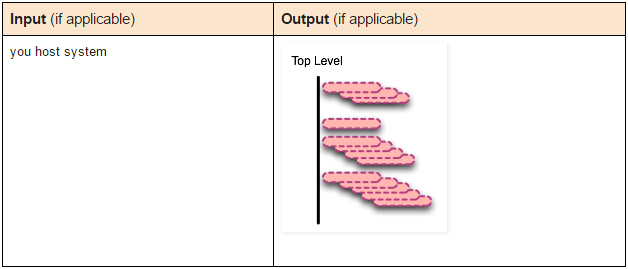 Input (if applicable)
Output (if applicable)
you host system
Top Level